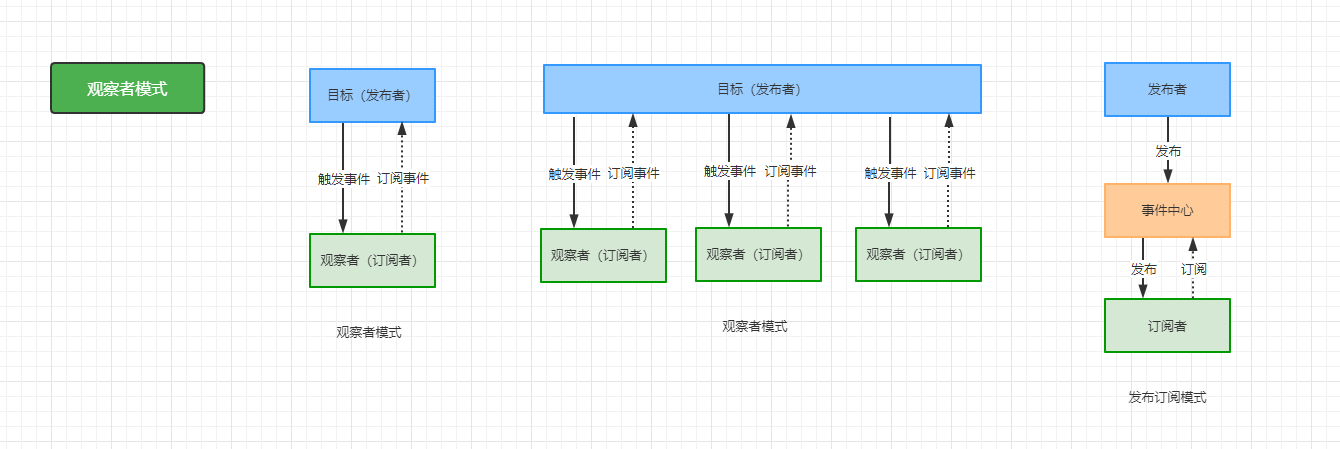 观察者模式
目标（发布者）
触发事件
订阅事件
观察者（订阅者）
观察者模式
目标（发布者）
触发事件
订阅事件
触发事件
订阅事件
触发事件
订阅事件
观察者（订阅者）
观察者（订阅者）
观察者（订阅者）
观察者模式
发布者
发布
事件中心
发布
订阅
订阅者
发布订阅模式